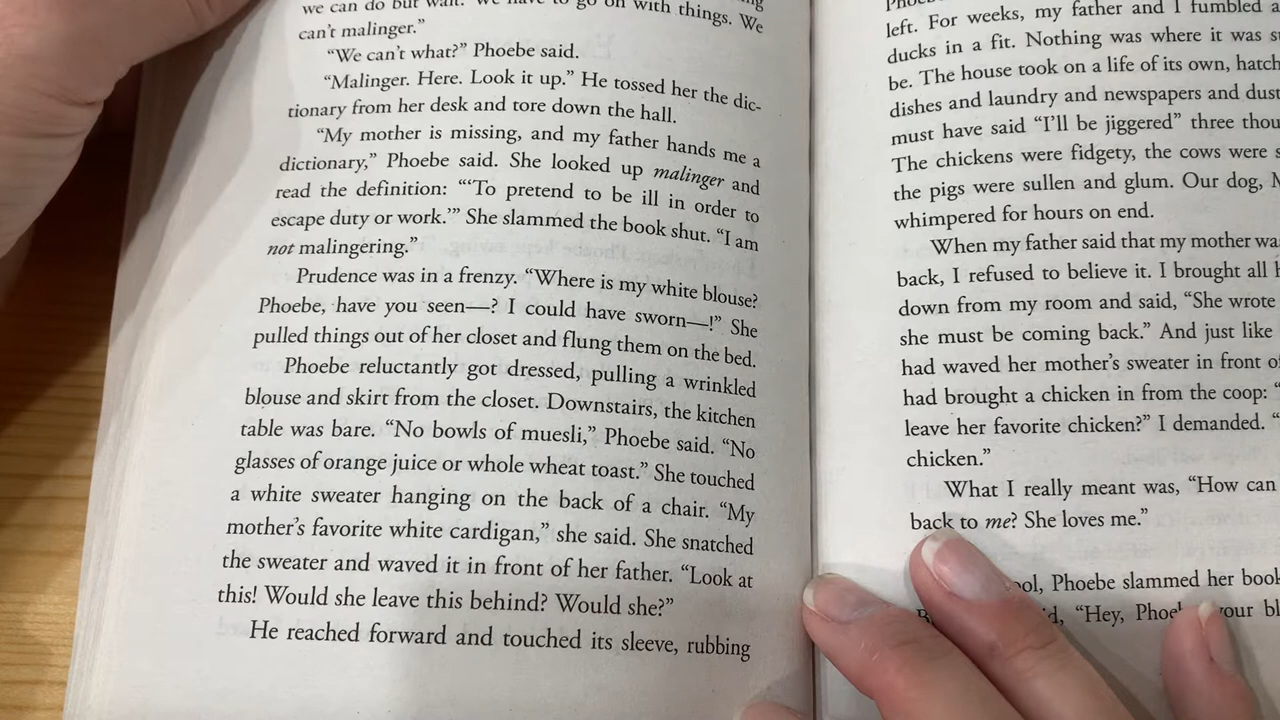 we can do but wait. We have to go on with things. We
can't malinger."
"We can't what?" Phoebe said.
"Malinger. Here. Look it up." He tossed her the dic-
tionary from her desk and tore down the hall.
"My mother is missing, and my father hands me a
dictionary," Phoebe said. She looked up malinger and
read the definition: "'To pretend to be ill in order to
escape duty or work.'" She slammed the book shut. "I am
not malingering."
Prudence was in a frenzy. "Where is my white blouse?
Phoebe, have you seen—? I could have sworn—!" She
pulled things out of her closet and flung them on the bed.
Phoebe reluctantly got dressed, pulling a wrinkled
blouse and skirt from the closet. Downstairs, the kitchen
table was bare. "No bowls of muesli," Phoebe said. "No
glasses of orange juice or whole wheat toast." She touched
a white sweater hanging on the back of a chair. "My
mother's favorite white cardigan," she said. She snatched
the sweater and waved it in front of her father. "Look at
this! Would she leave this behind? Would she?"
He reached forward and touched its sleeve, rubbing
left. For weeks, my father and I fumbled a
ducks in a fit. Nothing was where it was
be. The house took on a life of its own, hatch
dishes and laundry and newspapers and dust
must have said "I'll be jiggered" three thou
The chickens were fidgety, the cows were
the pigs were sullen and glum. Our dog,
whimpered for hours on end.
When my father said that my mother wa
back, I refused to believe it. I brought all
down from my room and said, "She wrote
she must be coming back." And just like
had waved her mother's sweater in front of
had brought a chicken in from the coop: "
leave her favorite chicken?" I demanded. "
chicken."
What I really meant was, "How can
back to me? She loves me."
ool, Phoebe slammed her book
d, "Hey, Phoe your bl